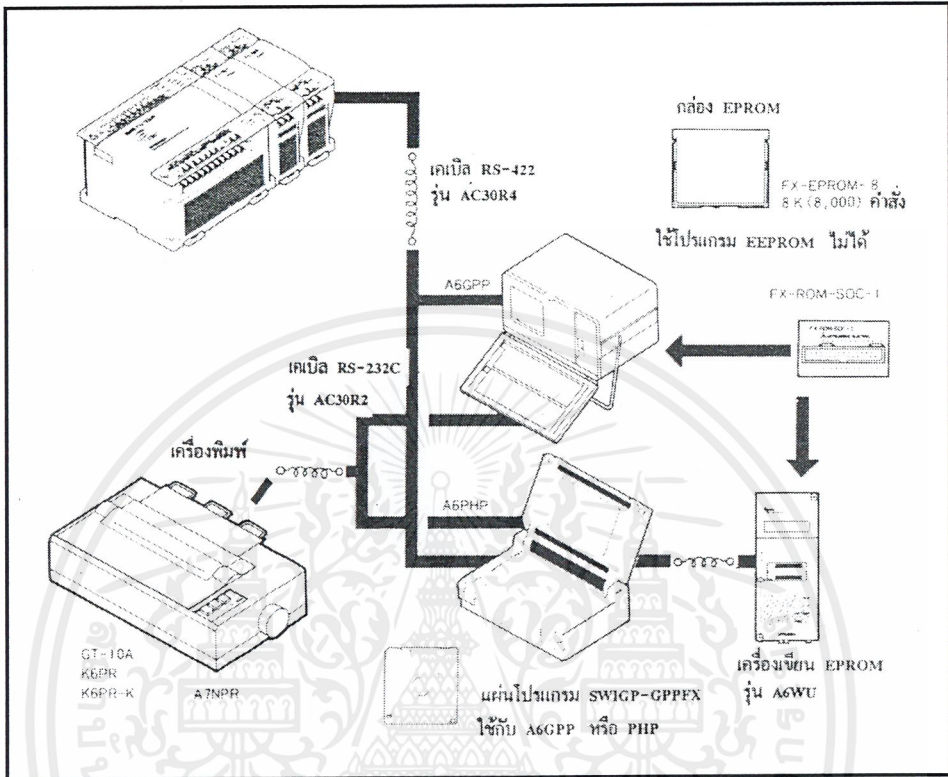 กล่อง EPROM
เคเบิล RS-422
รุ่น AC30R4
FX-EPROM-8
8K (8,000) คำสั่ง
ใช้โปรแกรม EEPROM ไม่ได้
A6GPP
FX-ROM-SOC-1
เคเบิล RS-232C
รุ่น AC30R2
เครื่องพิมพ์
A6PHP
GT-10A
K6PR
K6PR-K
A7NPR
แผ่นโปรแกรม SW1GP-GPPFX
ใช้กับ A6GPP หรือ PHP
เครื่องเขียน EPROM
รุ่น A6WU